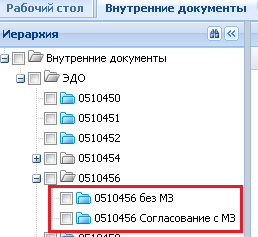 Рабочий стол
Внутренние документы
Иерархия
Внутренние документы
ЭДО
0510450
0510451
0510452
0510454
0510456
0510456 без МЗ
0510456 Согласование с МЗ